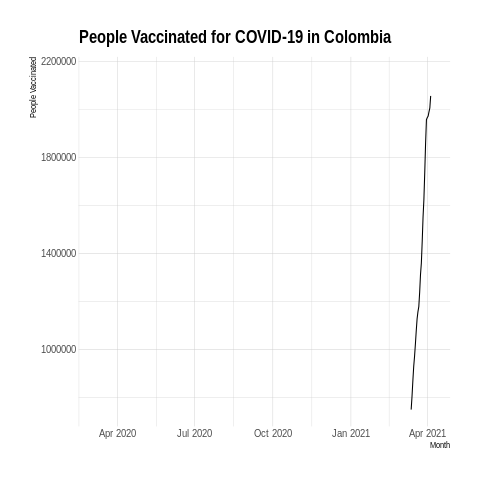 People Vaccinated for COVID-19 in Colombia
People Vaccinated
2200000
1800000
1400000
1000000
Apr 2020 Jul 2020 Oct 2020 Jan 2021 Apr 2021
Month